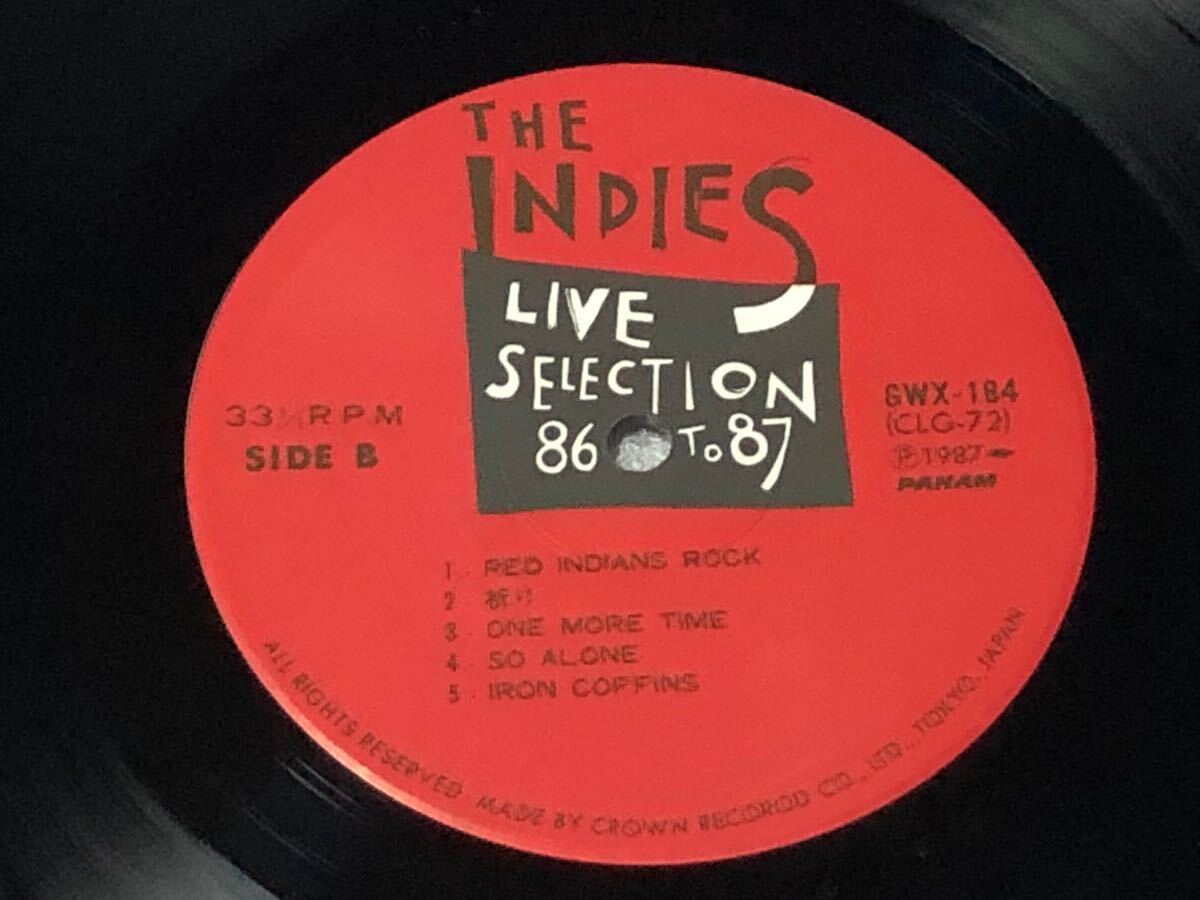 THE
INDIES
LIVE
SELECTION
86 TO 87
33⅓ R.P.M
SIDE B
GWX-184
(CLG-72)
℗1987
PANAM
1. RED INDIANS ROCK
2. 祈り
3. ONE MORE TIME
4. SO ALONE
5. IRON COFFINS
ALL RIGHTS RESERVED. MADE BY CROWN RECOROD CO., LTD., TOKYO, JAPAN